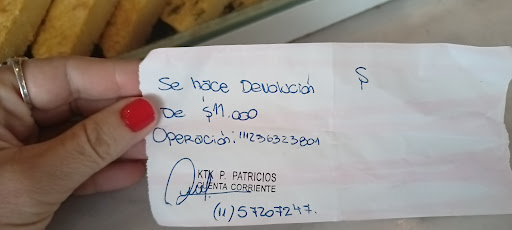 Se hace Devolución $
De $11.000
Operación: 111236323801
KTK P. PATRICIOS
CUENTA CORRIENTE
(11) 57207247.